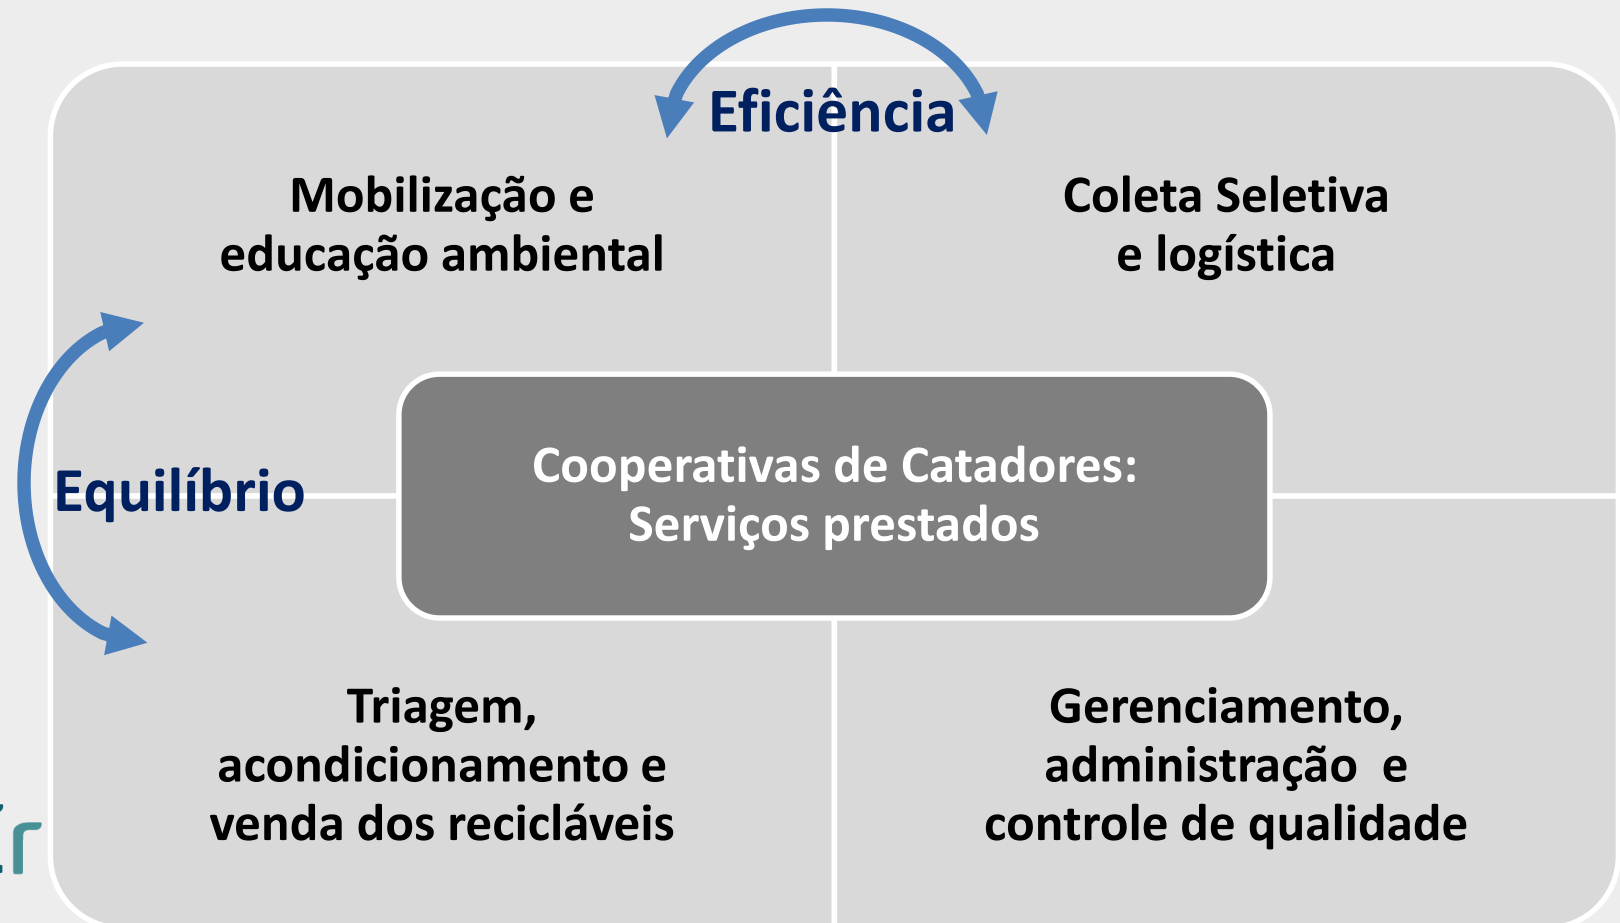 Eficiência
Mobilização e
educação ambiental
Coleta Seletiva
e logística
Equilíbrio
Cooperativas de Catadores:
Serviços prestados
Triagem,
acondicionamento e
venda dos recicláveis
Gerenciamento,
administração e
controle de qualidade